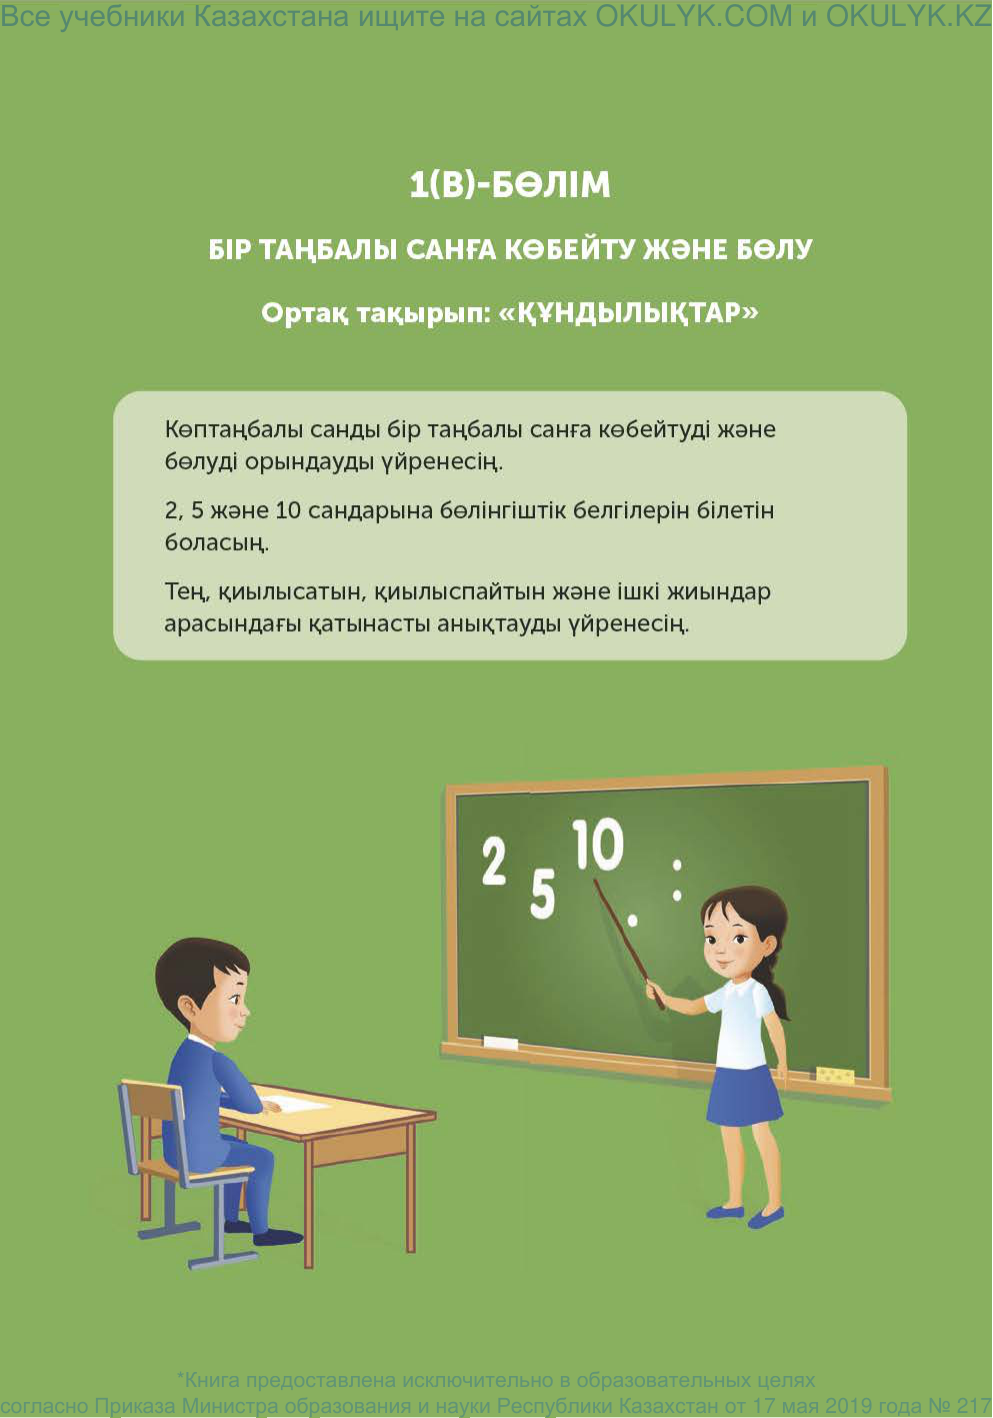 Все учебники Казахстана ищите на сайтах OKULYK.COM и OKULYK.KZ
1(В)-БӨЛІМ
БІР ТАҢБАЛЫ САНҒА КӨБЕЙТУ ЖӘНЕ БӨЛУ
Ортақ тақырып: «ҚҰНДЫЛЫҚТАР»
Көптаңбалы санды бір таңбалы санға көбейтуді және
бөлуді орындауды үйренесің.
2, 5 және 10 сандарына бөлінгіштік белгілерін білетін
боласың.
Тең, қиылысатын, қиылыспайтын және ішкі жиындар
арасындағы қатынасты анықтауды үйренесің.
2 5 10 . :
*Книга предоставлена исключительно в образовательных целях
согласно Приказа Министра образования и науки Республики Казахстан от 17 мая 2019 года № 217